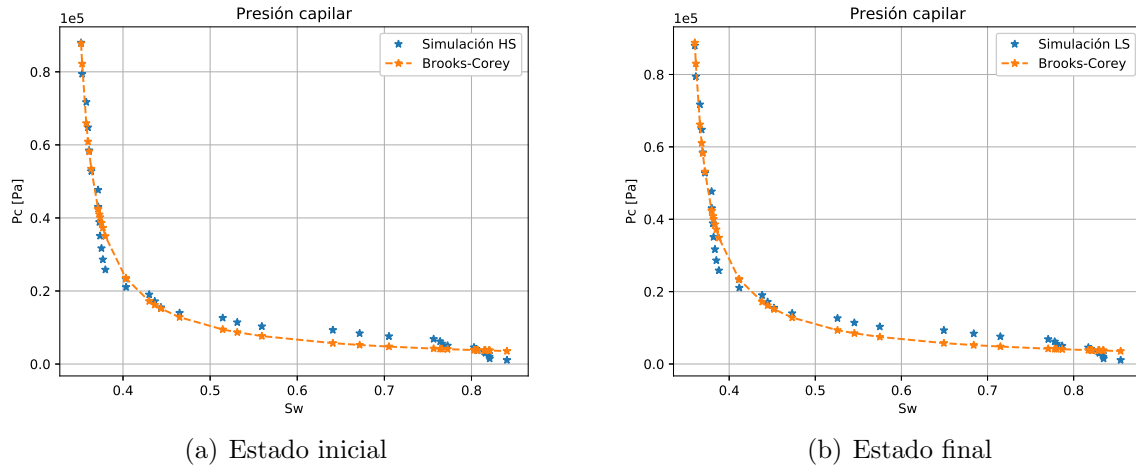 Presión capilar
1e5
Simulación HS
Brooks-Corey
Pc [Pa]
0.8
0.6
0.4
0.2
0.0
0.4
0.5
0.6
0.7
0.8
Sw
(a) Estado inicial
Presión capilar
1e5
Simulación LS
Brooks-Corey
Pc [Pa]
0.8
0.6
0.4
0.2
0.0
0.4
0.5
0.6
0.7
0.8
Sw
(b) Estado final